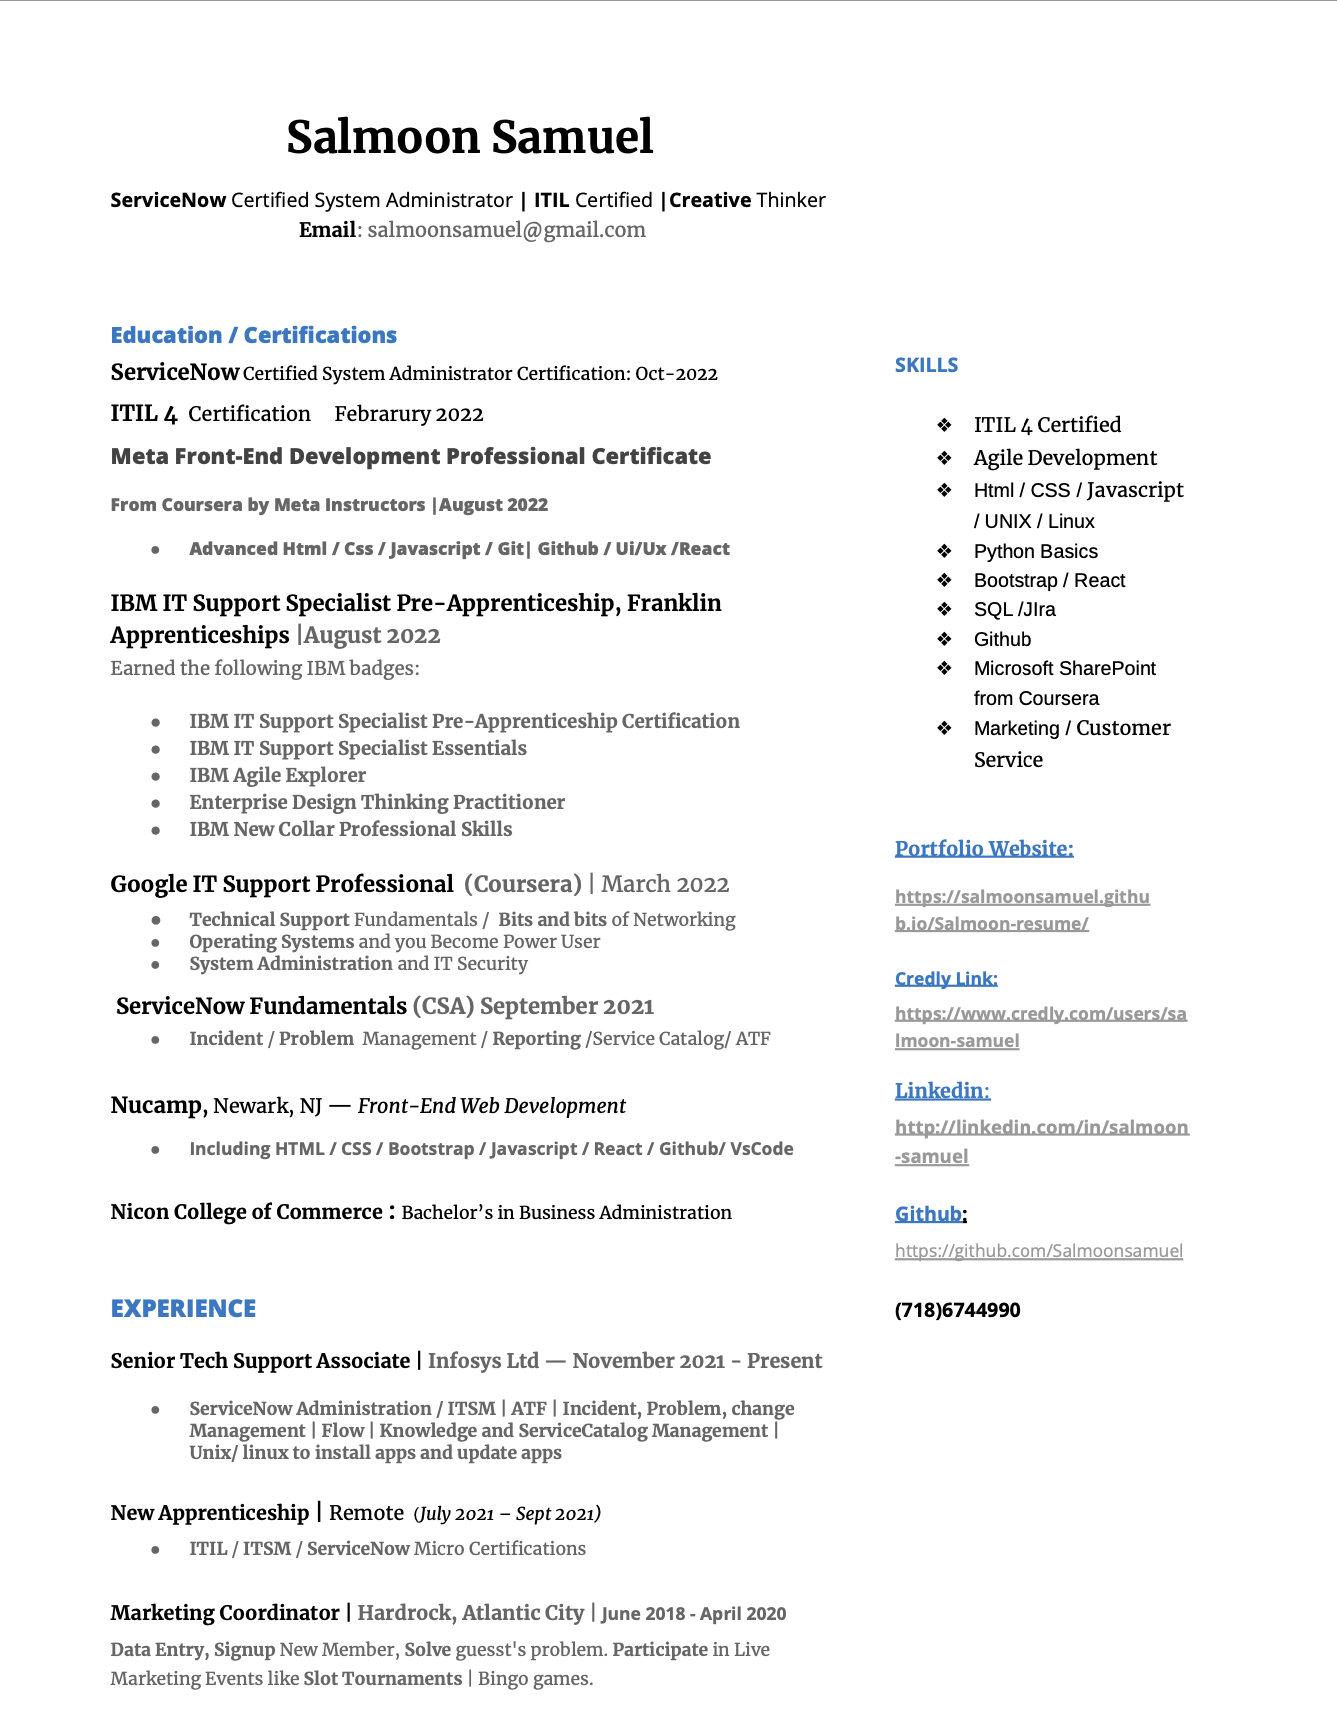 Salmoon Samuel
ServiceNow Certified System Administrator | ITIL Certified |Creative Thinker
Email: salmoonsamuel@gmail.com
Education / Certifications
ServiceNow Certified System Administrator Certification: Oct-2022
ITIL 4 Certification Febrarury 2022
Meta Front-End Development Professional Certificate
From Coursera by Meta Instructors |August 2022
● Advanced Html / Css / Javascript / Git| Github / Ui/Ux /React
IBM IT Support Specialist Pre-Apprenticeship, Franklin
Apprenticeships |August 2022
Earned the following IBM badges:
● IBM IT Support Specialist Pre-Apprenticeship Certification
● IBM IT Support Specialist Essentials
● IBM Agile Explorer
● Enterprise Design Thinking Practitioner
● IBM New Collar Professional Skills
Google IT Support Professional (Coursera) | March 2022
● Technical Support Fundamentals / Bits and bits of Networking
● Operating Systems and you Become Power User
● System Administration and IT Security
ServiceNow Fundamentals (CSA) September 2021
● Incident / Problem Management / Reporting /Service Catalog/ ATF
Nucamp, Newark, NJ — Front-End Web Development
● Including HTML / CSS / Bootstrap / Javascript / React / Github/ VsCode
Nicon College of Commerce : Bachelor’s in Business Administration
EXPERIENCE
Senior Tech Support Associate | Infosys Ltd — November 2021 - Present
● ServiceNow Administration / ITSM | ATF | Incident, Problem, change
Management | Flow | Knowledge and ServiceCatalog Management |
Unix/ linux to install apps and update apps
New Apprenticeship | Remote (July 2021 – Sept 2021)
● ITIL / ITSM / ServiceNow Micro Certifications
Marketing Coordinator | Hardrock, Atlantic City | June 2018 - April 2020
Data Entry, Signup New Member, Solve guesst's problem. Participate in Live
Marketing Events like Slot Tournaments | Bingo games.
SKILLS
❖ ITIL 4 Certified
❖ Agile Development
❖ Html / CSS / Javascript
/ UNIX / Linux
❖ Python Basics
❖ Bootstrap / React
❖ SQL /JIra
❖ Github
❖ Microsoft SharePoint
from Coursera
❖ Marketing / Customer
Service
Portfolio Website:
https://salmoonsamuel.githu
b.io/Salmoon-resume/
Credly Link:
https://www.credly.com/users/sa
lmoon-samuel
Linkedin:
http://linkedin.com/in/salmoon
-samuel
Github:
https://github.com/Salmoonsamuel
(718)6744990